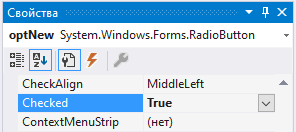 Свойства
optNew System.Windows.Forms.RadioButton
CheckAlign MiddleLeft
Checked True
ContextMenuStrip (нет)